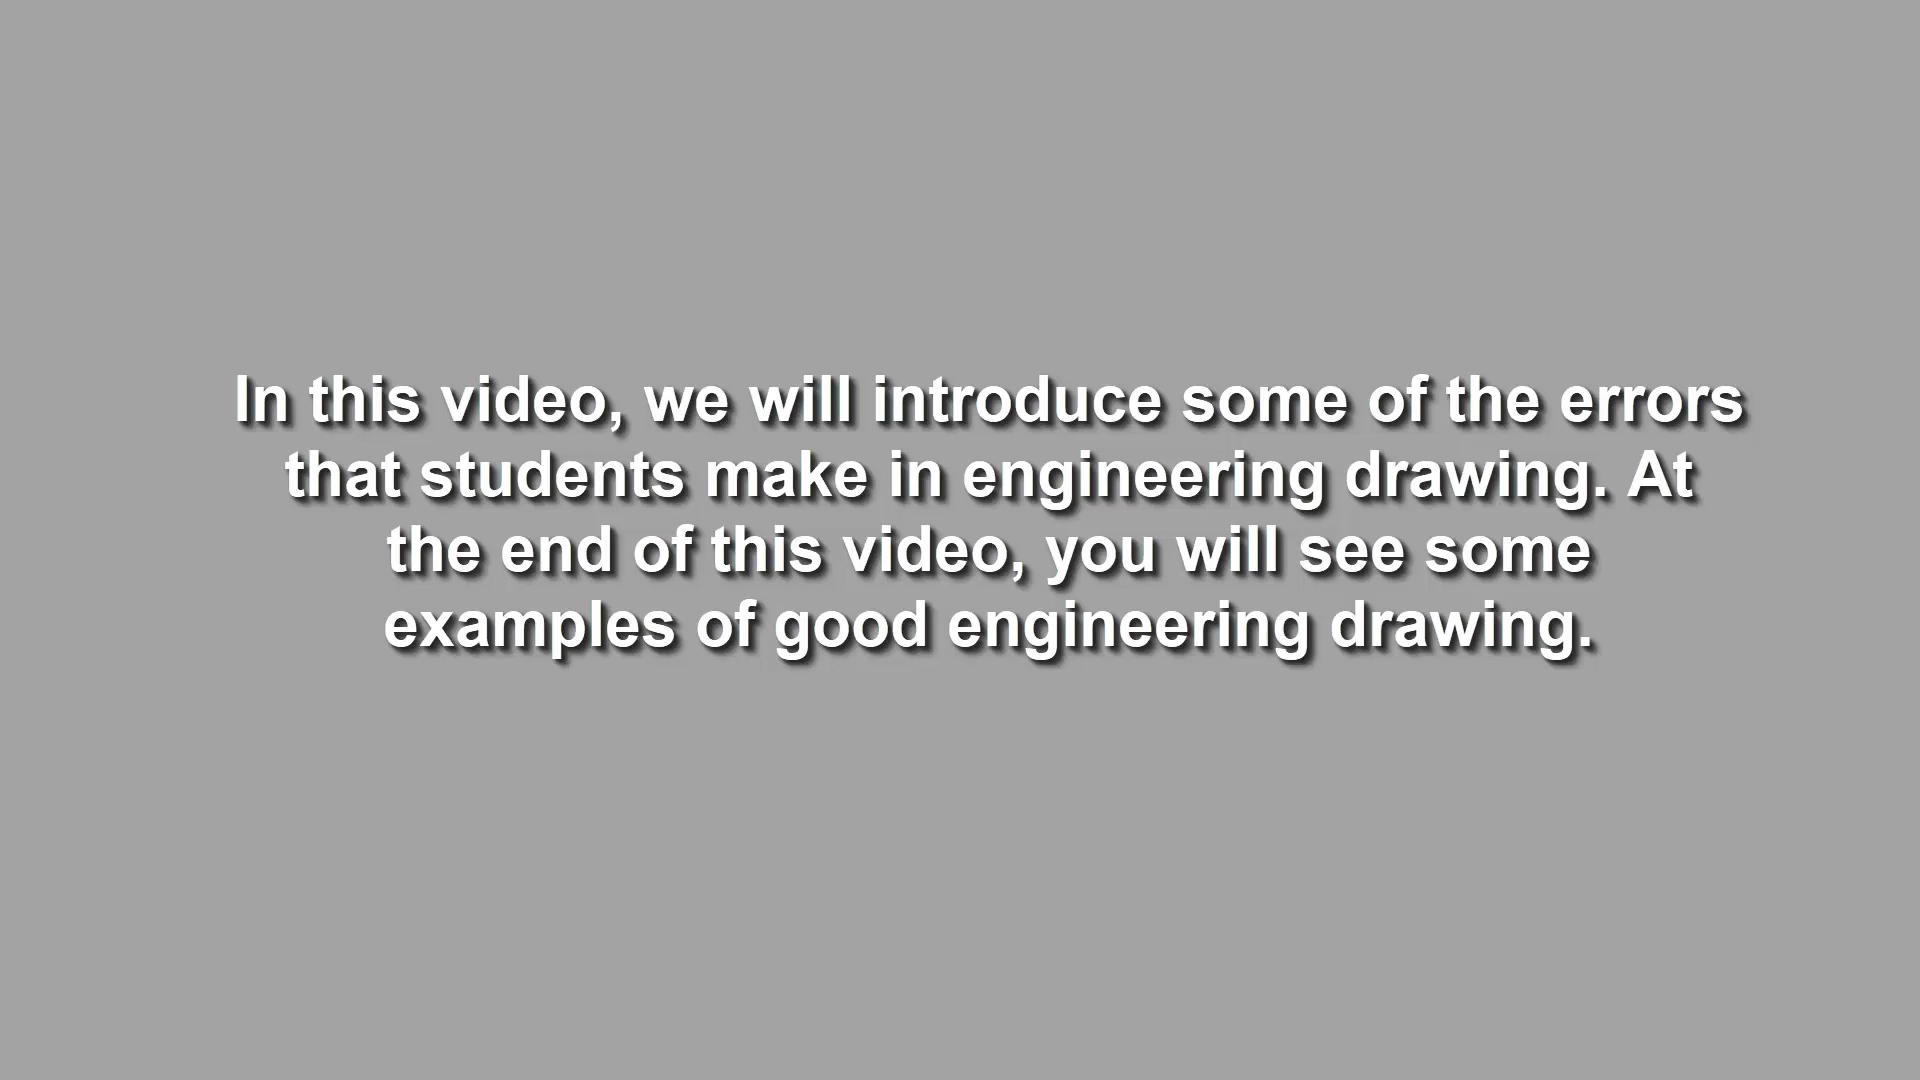 In this video, we will introduce some of the errors
that students make in engineering drawing. At
the end of this video, you will see some
examples of good engineering drawing.